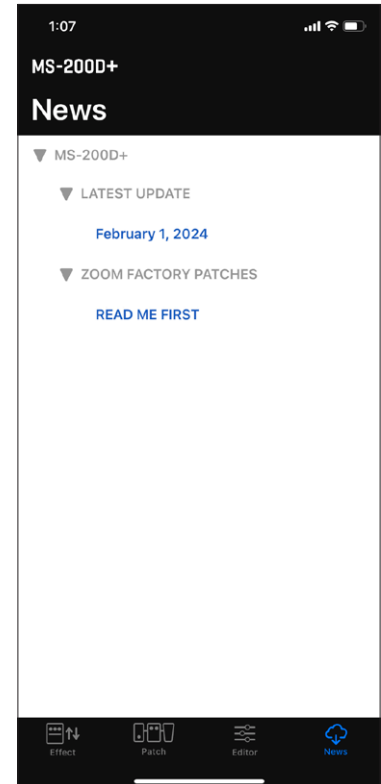 1:07
MS-200D+
News
MS-200D+
LATEST UPDATE
February 1, 2024
ZOOM FACTORY PATCHES
READ ME FIRST
Effect Patch Editor News